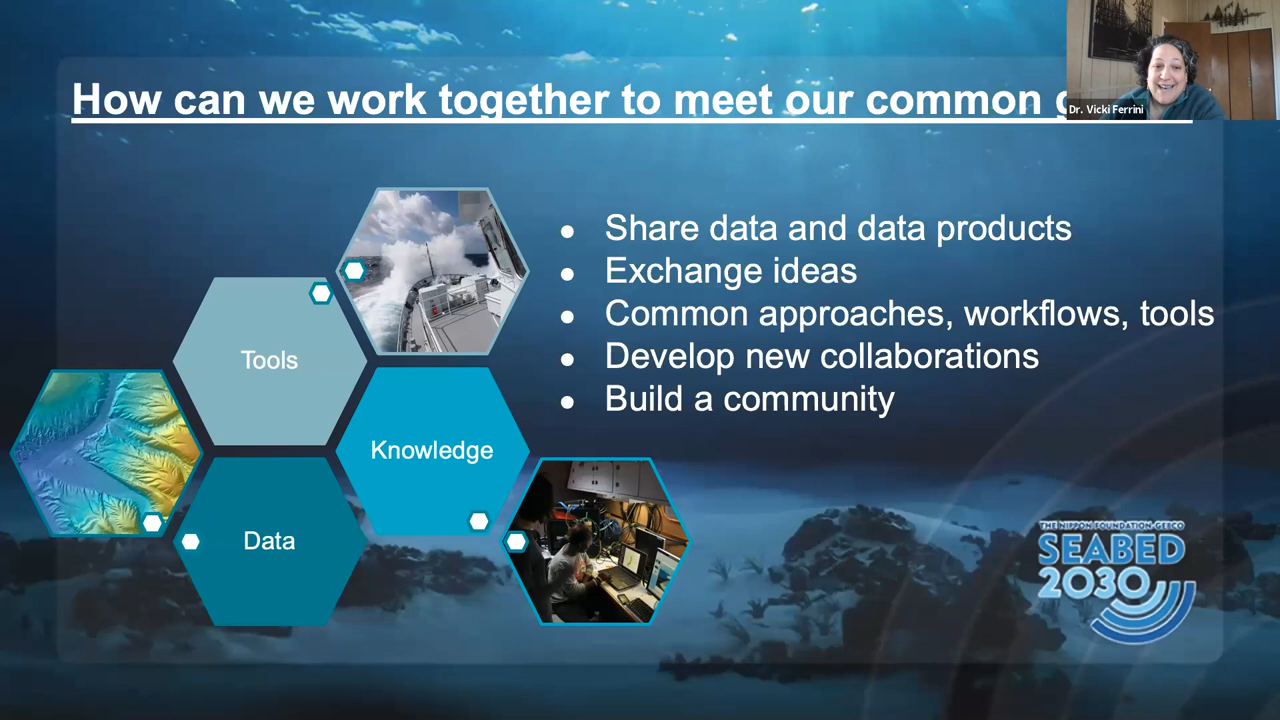 How can we work together to meet our common
Dr. Vicki Ferrini
Share data and data products
Exchange ideas
Common approaches, workflows, tools
Develop new collaborations
Build a community
Tools
Knowledge
Data
THE NIPPON FOUNDATION-GEBCO
SEABED
2030